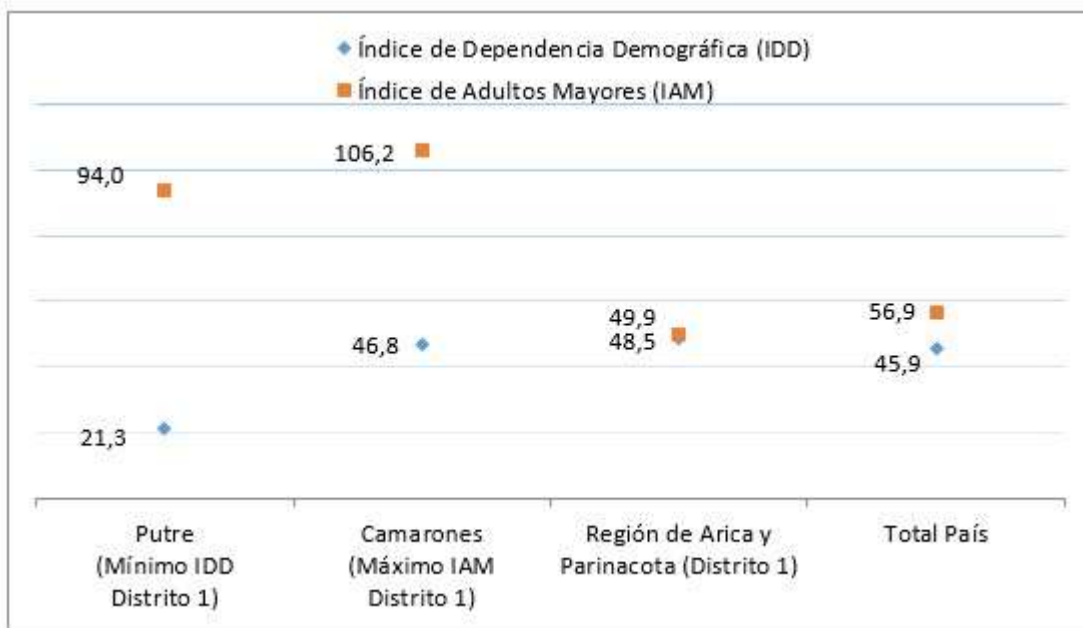 Índice de Dependencia Demográfica (IDD)
Índice de Adultos Mayores (IAM)
106,2
94,0
49,9
48,5
56,9
46,8
45,9
21,3
Putre
(Mínimo IDD
Distrito 1)
Camarones
(Máximo IAM
Distrito 1)
Región de Arica y
Parinacota (Distrito 1)
Total País